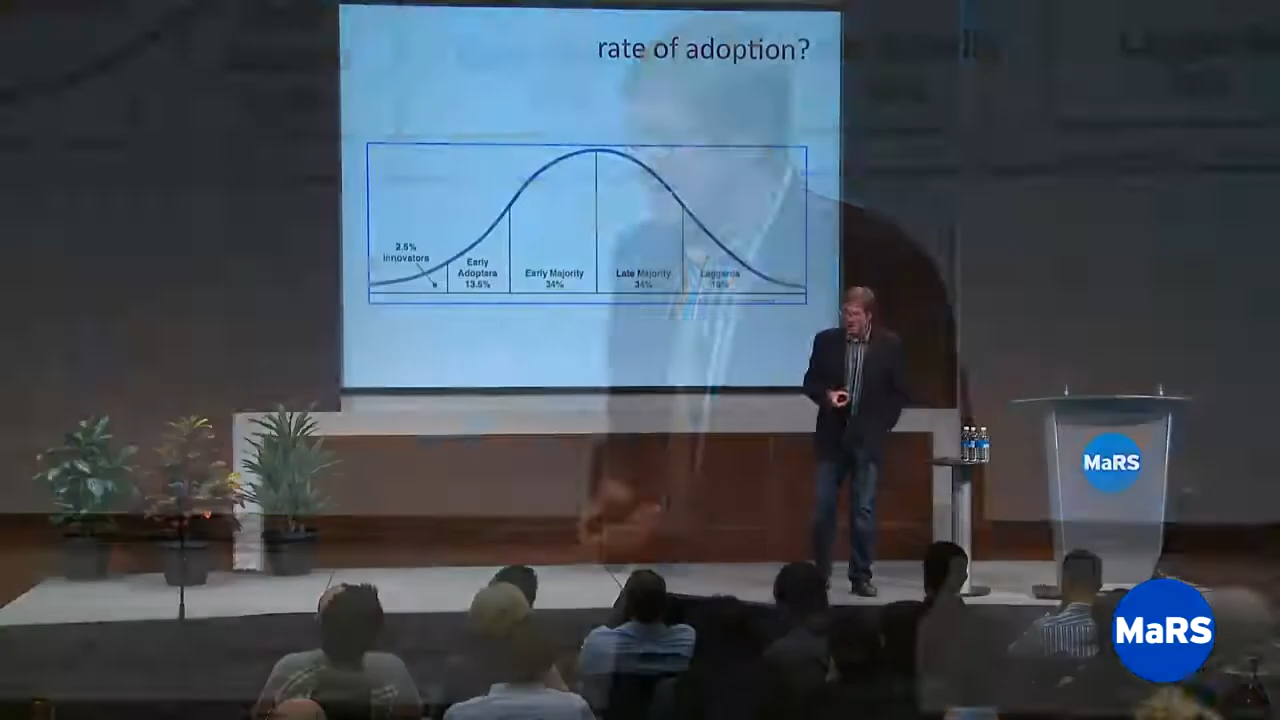 rate of adoption?
2.5%
Innovators
Early
Adopters
13.5%
Early Majority
34%
Late Majority
34%
Laggards
16%
MaRS
MaRS